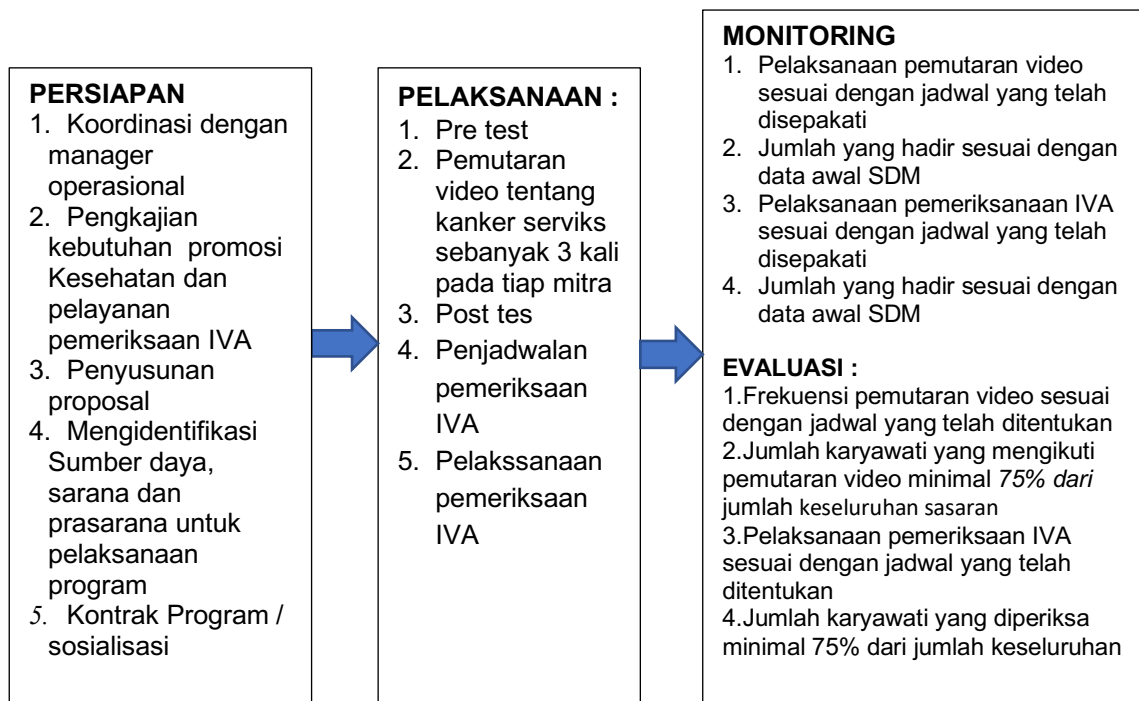 PERSIAPAN
1. Koordinasi dengan
manager
operasional
2. Pengkajian
kebutuhan promosi
Kesehatan dan
pelayanan
pemeriksaan IVA
3. Penyusunan
proposal
4. Mengidentifikasi
Sumber daya,
sarana dan
prasarana untuk
pelaksanaan
program
5. Kontrak Program /
sosialisasi
PELAKSANAAN :
1. Pre test
2. Pemutaran
video tentang
kanker serviks
sebanyak 3 kali
pada tiap mitra
3. Post tes
4. Penjadwalan
pemeriksaan
IVA
5. Pelakssanaan
pemeriksaan
IVA
MONITORING
1. Pelaksanaan pemutaran video
sesuai dengan jadwal yang telah
disepakati
2. Jumlah yang hadir sesuai dengan
data awal SDM
3. Pelaksanaan pemeriksanaan IVA
sesuai dengan jadwal yang telah
disepakati
4. Jumlah yang hadir sesuai dengan
data awal SDM
EVALUASI :
1.Frekuensi pemutaran video sesuai
dengan jadwal yang telah ditentukan
2.Jumlah karyawati yang mengikuti
pemutaran video minimal 75% dari
jumlah keseluruhan sasaran
3.Pelaksanaan pemeriksaan IVA
sesuai dengan jadwal yang telah
ditentukan
4.Jumlah karyawati yang diperiksa
minimal 75% dari jumlah keseluruhan